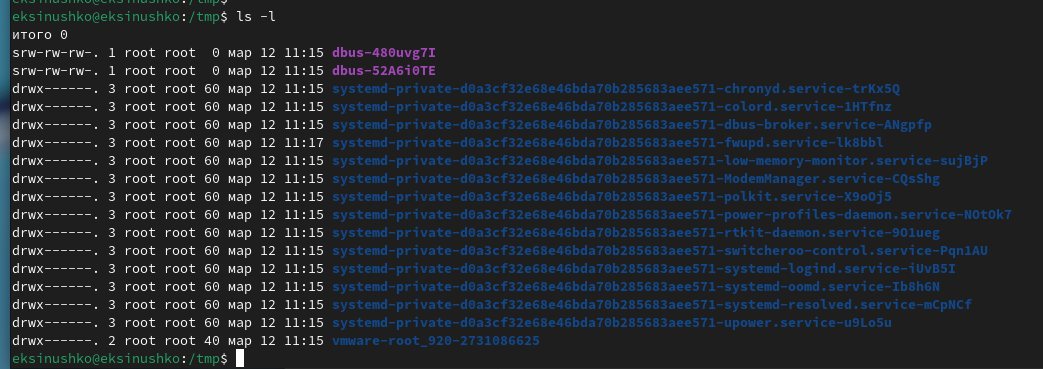 eksinushko@eksinushko:/tmp$
eksinushko@eksinushko:/tmp$ ls -l
итого 0
srw-rw-rw-. 1 root root  0 мар 12 11:15 dbus-480uvg7I
srw-rw-rw-. 1 root root  0 мар 12 11:15 dbus-52A6i0TE
drwx------. 3 root root 60 мар 12 11:15 systemd-private-d0a3cf32e68e46bda70b285683aee571-chronyd.service-trKx5Q
drwx------. 3 root root 60 мар 12 11:15 systemd-private-d0a3cf32e68e46bda70b285683aee571-colord.service-1HTfnz
drwx------. 3 root root 60 мар 12 11:15 systemd-private-d0a3cf32e68e46bda70b285683aee571-dbus-broker.service-ANgpfp
drwx------. 3 root root 60 мар 12 11:17 systemd-private-d0a3cf32e68e46bda70b285683aee571-fwupd.service-lk8bbl
drwx------. 3 root root 60 мар 12 11:15 systemd-private-d0a3cf32e68e46bda70b285683aee571-low-memory-monitor.service-sujBjP
drwx------. 3 root root 60 мар 12 11:15 systemd-private-d0a3cf32e68e46bda70b285683aee571-ModemManager.service-CQsShg
drwx------. 3 root root 60 мар 12 11:15 systemd-private-d0a3cf32e68e46bda70b285683aee571-polkit.service-X9oOj5
drwx------. 3 root root 60 мар 12 11:15 systemd-private-d0a3cf32e68e46bda70b285683aee571-power-profiles-daemon.service-NOtOk7
drwx------. 3 root root 60 мар 12 11:15 systemd-private-d0a3cf32e68e46bda70b285683aee571-rtkit-daemon.service-9O1ueg
drwx------. 3 root root 60 мар 12 11:15 systemd-private-d0a3cf32e68e46bda70b285683aee571-switcheroo-control.service-Pqn1AU
drwx------. 3 root root 60 мар 12 11:15 systemd-private-d0a3cf32e68e46bda70b285683aee571-systemd-logind.service-iUvB5I
drwx------. 3 root root 60 мар 12 11:15 systemd-private-d0a3cf32e68e46bda70b285683aee571-systemd-oomd.service-Ib8h6N
drwx------. 3 root root 60 мар 12 11:15 systemd-private-d0a3cf32e68e46bda70b285683aee571-systemd-resolved.service-mCpNCf
drwx------. 3 root root 60 мар 12 11:15 systemd-private-d0a3cf32e68e46bda70b285683aee571-upower.service-u9Lo5u
drwx------. 2 root root 40 мар 12 11:15 vmware-root_920-2731086625
eksinushko@eksinushko:/tmp$